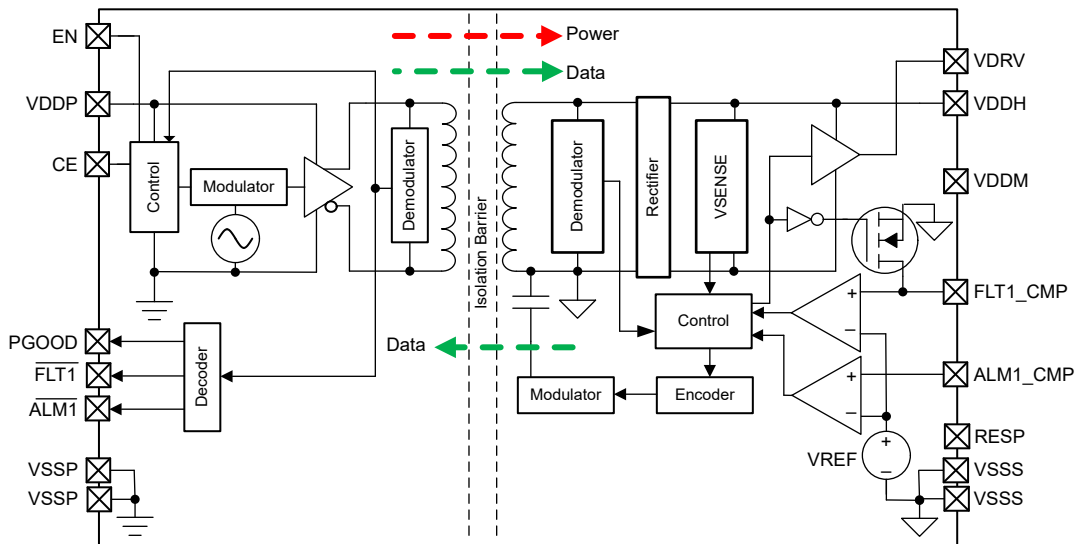 EN
VDDP
CE
PGOOD
FLT1
ALM1
VSSP
VSSP
Control
Modulator
Demodulator
Decoder
Power
Data
Isolation Barrier
Data
Demodulator
Rectifier
VSENSE
Control
Modulator
Encoder
+
−
+
−
+
−
VREF
VDRV
VDDH
VDDM
FLT1_CMP
ALM1_CMP
RESP
VSSS
VSSS